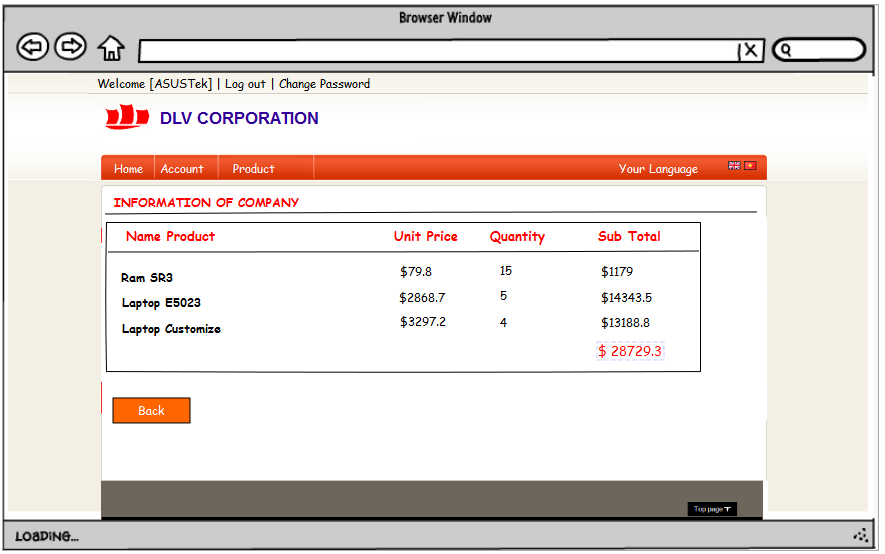 Browser Window
X
Welcome [ASUSTek] | Log out | Change Password
DLV CORPORATION
Home Account Product Your Language
INFORMATION OF COMPANY
Name Product Unit Price Quantity Sub Total
Ram SR3 $79.8 15 $1179
Laptop E5023 $2868.7 5 $14343.5
Laptop Customize $3297.2 4 $13188.8
$ 28729.3
Back
Top page
LOADING...